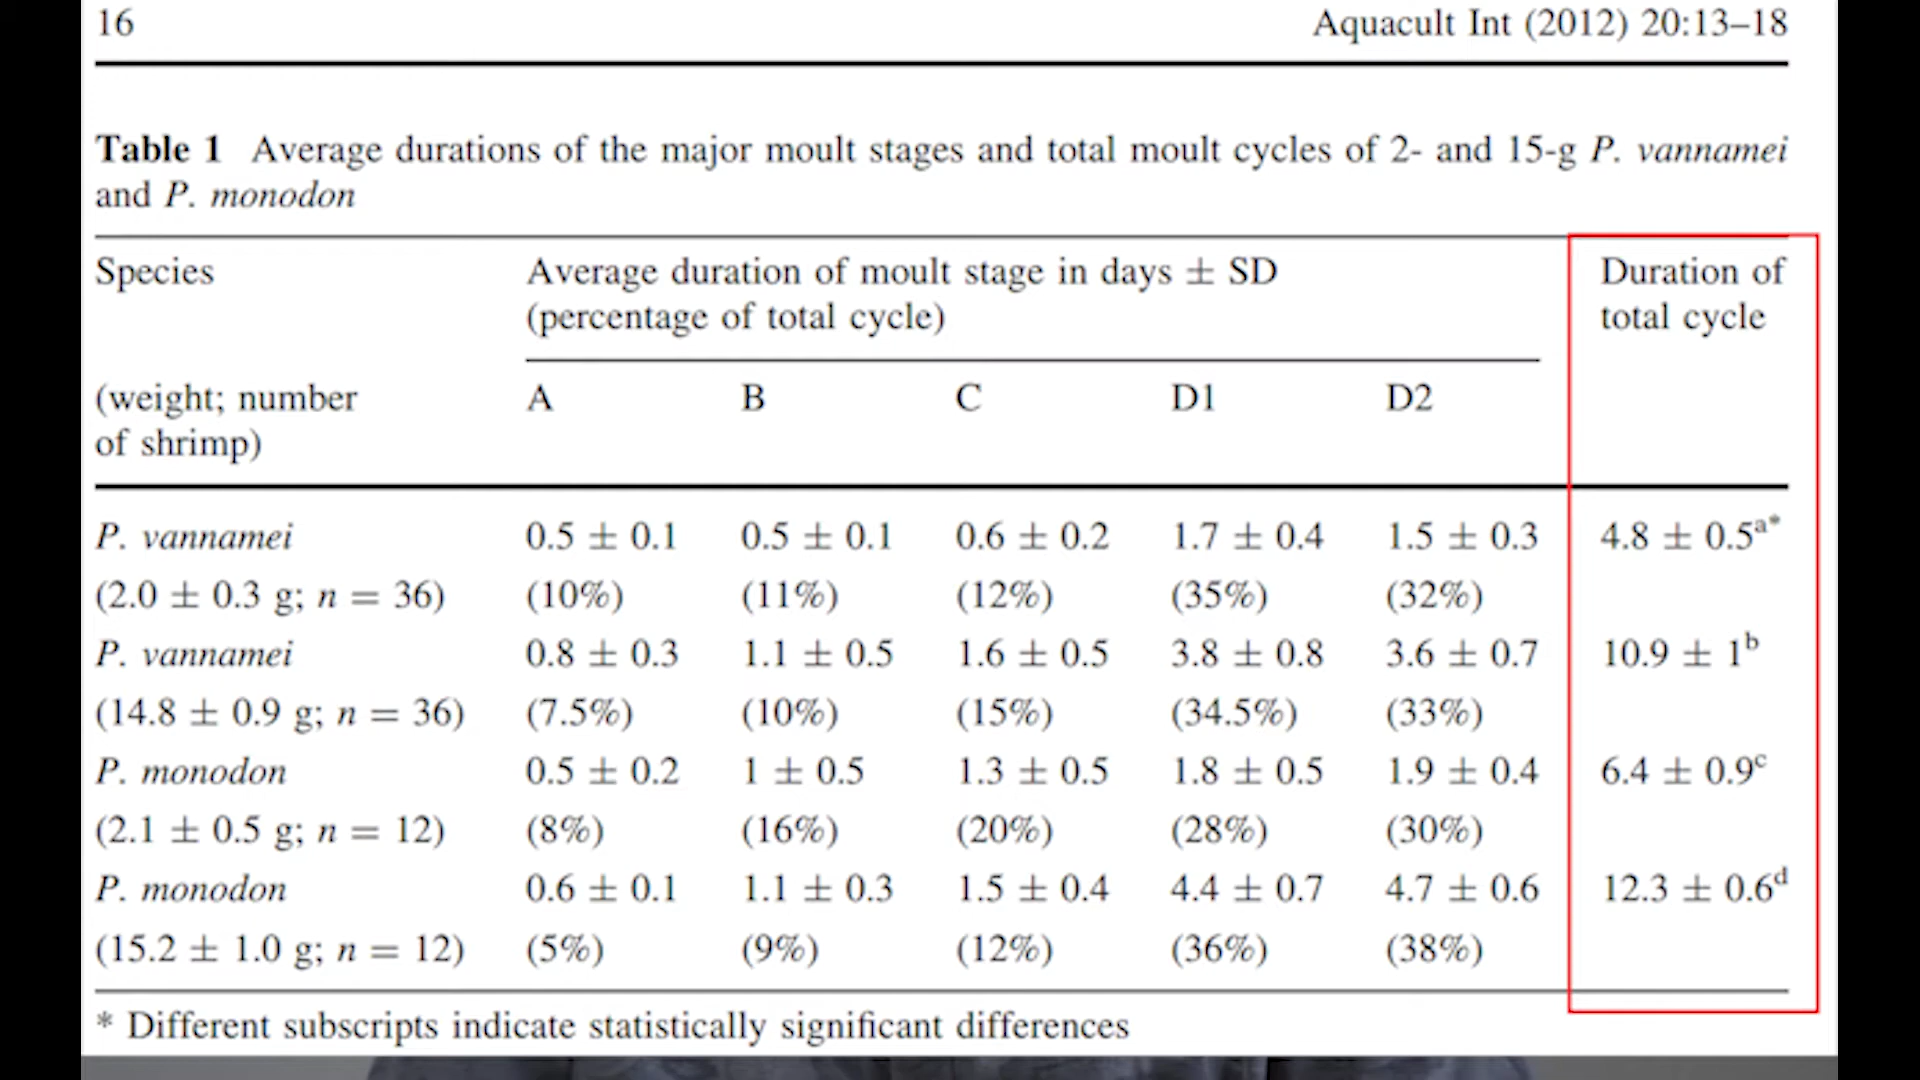 16 Aquacult Int (2012) 20:13–18
Table 1 Average durations of the major moult stages and total moult cycles of 2- and 15-g P. vannamei
and P. monodon
Species Average duration of moult stage in days ± SD Duration of
(percentage of total cycle) total cycle
(weight; number A B C D1 D2
of shrimp)
P. vannamei 0.5 ± 0.1 0.5 ± 0.1 0.6 ± 0.2 1.7 ± 0.4 1.5 ± 0.3 4.8 ± 0.5ᵃ*
(2.0 ± 0.3 g; n = 36) (10%) (11%) (12%) (35%) (32%)
P. vannamei 0.8 ± 0.3 1.1 ± 0.5 1.6 ± 0.5 3.8 ± 0.8 3.6 ± 0.7 10.9 ± 1ᵇ
(14.8 ± 0.9 g; n = 36) (7.5%) (10%) (15%) (34.5%) (33%)
P. monodon 0.5 ± 0.2 1 ± 0.5 1.3 ± 0.5 1.8 ± 0.5 1.9 ± 0.4 6.4 ± 0.9ᶜ
(2.1 ± 0.5 g; n = 12) (8%) (16%) (20%) (28%) (30%)
P. monodon 0.6 ± 0.1 1.1 ± 0.3 1.5 ± 0.4 4.4 ± 0.7 4.7 ± 0.6 12.3 ± 0.6ᵈ
(15.2 ± 1.0 g; n = 12) (5%) (9%) (12%) (36%) (38%)
* Different subscripts indicate statistically significant differences